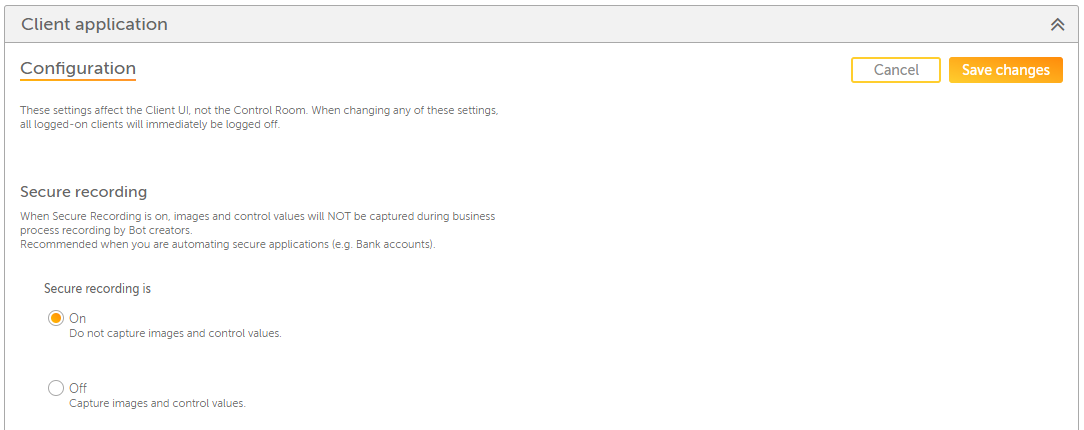 Client application
Configuration
Cancel
Save changes
These settings affect the Client UI, not the Control Room. When changing any of these settings,
all logged-on clients will immediately be logged off.
Secure recording
When Secure Recording is on, images and control values will NOT be captured during business
process recording by Bot creators.
Recommended when you are automating secure applications (e.g. Bank accounts).
Secure recording is
On
Do not capture images and control values.
Off
Capture images and control values.